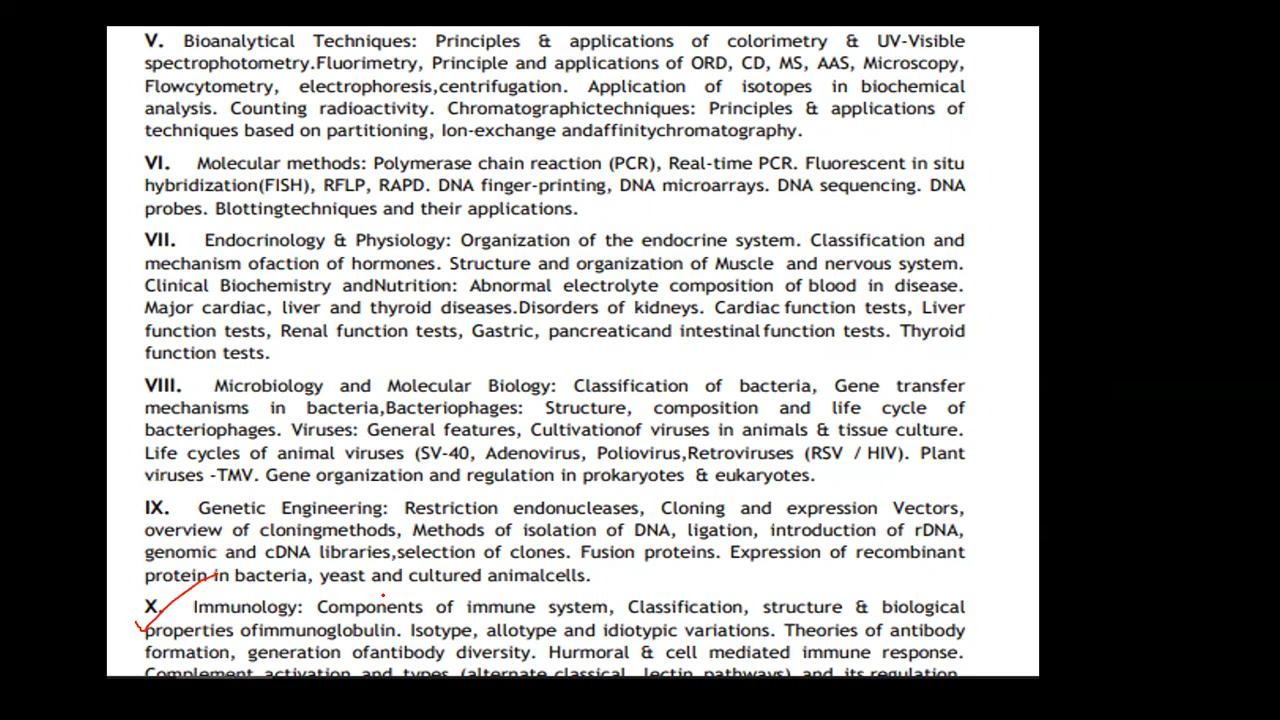 V. Bioanalytical Techniques: Principles & applications of colorimetry & UV-Visible
spectrophotometry.Fluorimetry, Principle and applications of ORD, CD, MS, AAS, Microscopy,
Flowcytometry, electrophoresis,centrifugation. Application of isotopes in biochemical
analysis. Counting radioactivity. Chromatographictechniques: Principles & applications of
techniques based on partitioning, Ion-exchange andaffinitychromatography.
VI. Molecular methods: Polymerase chain reaction (PCR), Real-time PCR. Fluorescent in situ
hybridization(FISH), RFLP, RAPD. DNA finger-printing, DNA microarrays. DNA sequencing. DNA
probes. Blottingtechniques and their applications.
VII. Endocrinology & Physiology: Organization of the endocrine system. Classification and
mechanism ofaction of hormones. Structure and organization of Muscle and nervous system.
Clinical Biochemistry andNutrition: Abnormal electrolyte composition of blood in disease.
Major cardiac, liver and thyroid diseases.Disorders of kidneys. Cardiac function tests, Liver
function tests, Renal function tests, Gastric, pancreaticand intestinal function tests. Thyroid
function tests.
VIII. Microbiology and Molecular Biology: Classification of bacteria, Gene transfer
mechanisms in bacteria,Bacteriophages: Structure, composition and life cycle of
bacteriophages. Viruses: General features, Cultivationof viruses in animals & tissue culture.
Life cycles of animal viruses (SV-40, Adenovirus, Poliovirus,Retroviruses (RSV / HIV). Plant
viruses -TMV. Gene organization and regulation in prokaryotes & eukaryotes.
IX. Genetic Engineering: Restriction endonucleases, Cloning and expression Vectors,
overview of cloningmethods, Methods of isolation of DNA, ligation, introduction of rDNA,
genomic and cDNA libraries,selection of clones. Fusion proteins. Expression of recombinant
protein in bacteria, yeast and cultured animalcells.
X. Immunology: Components of immune system, Classification, structure & biological
properties ofimmunoglobulin. Isotype, allotype and idiotypic variations. Theories of antibody
formation, generation ofantibody diversity. Hurmoral & cell mediated immune response.
Complement activation and types (alternate,classical, lectin pathways) and its regulation.